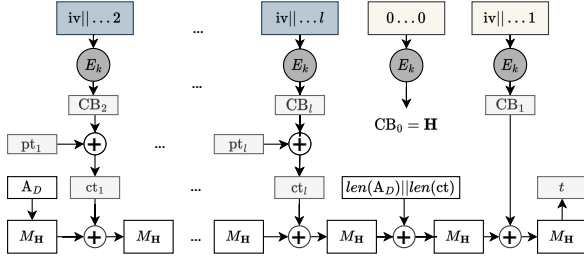 iv||…2 ... iv||…l 0…0 iv||…1
...
E_k E_k E_k E_k
...
CB_2 CB_l CB_1
CB_0 = H
pt_1 ... pt_l
A_D ct_1 ... ct_l len(A_D)||len(ct) t
M_H M_H ... M_H M_H M_H M_H